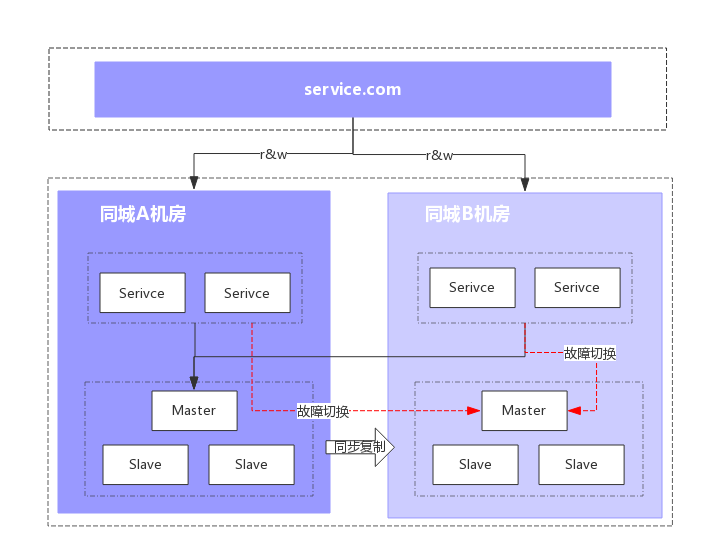 service.com
r&w
r&w
同城A机房
同城B机房
Serivce
Serivce
Serivce
Serivce
故障切换
Master
故障切换
Master
同步复制
Slave
Slave
Slave
Slave